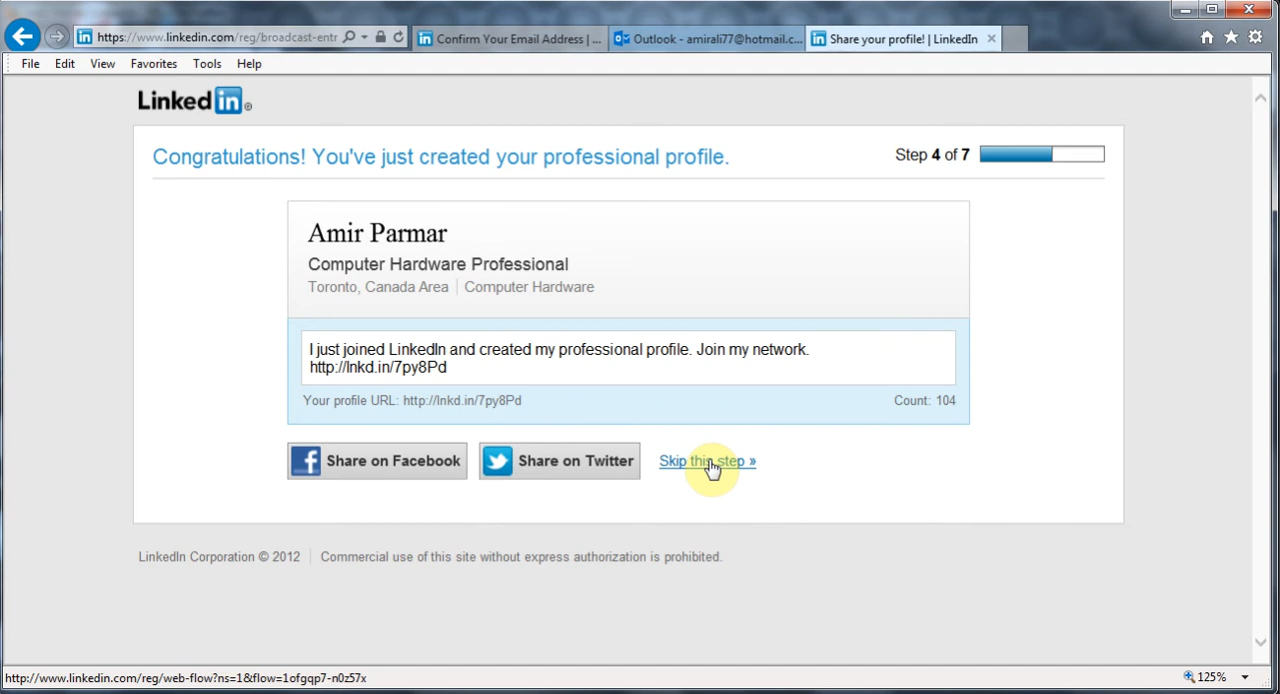 https://www.linkedin.com/reg/broadcast-entr
Confirm Your Email Address | ...
Outlook - amirali77@hotmail.c...
Share your profile! | LinkedIn
File Edit View Favorites Tools Help
Linked in ®
Congratulations! You've just created your professional profile.
Step 4 of 7
Amir Parmar
Computer Hardware Professional
Toronto, Canada Area | Computer Hardware
I just joined LinkedIn and created my professional profile. Join my network.
http://lnkd.in/7py8Pd
Your profile URL: http://lnkd.in/7py8Pd
Count: 104
Share on Facebook
Share on Twitter
Skip this step »
LinkedIn Corporation © 2012 | Commercial use of this site without express authorization is prohibited.
http://www.linkedin.com/reg/web-flow?ns=1&flow=1ofgqp7-n0z57x
125%